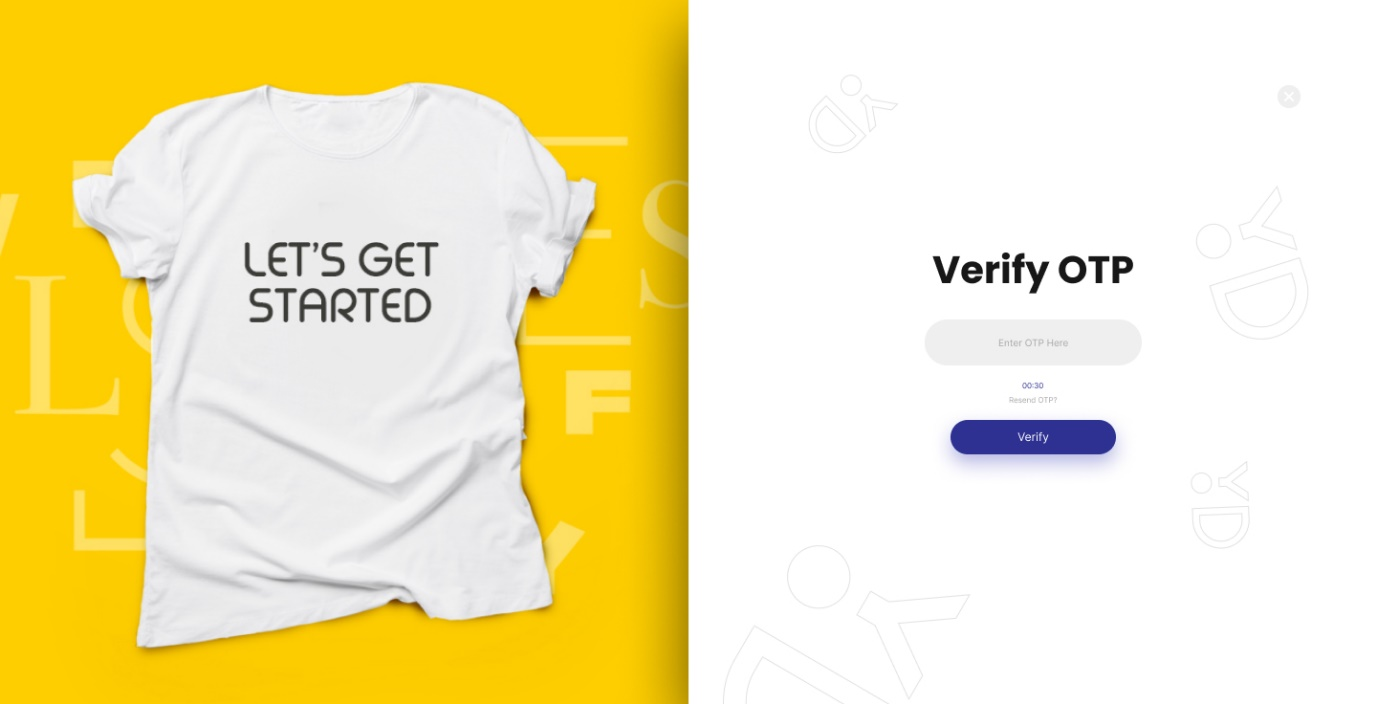 LET'S GET
STARTED
Verify OTP
Enter OTP Here
00:30
Resend OTP?
Verify